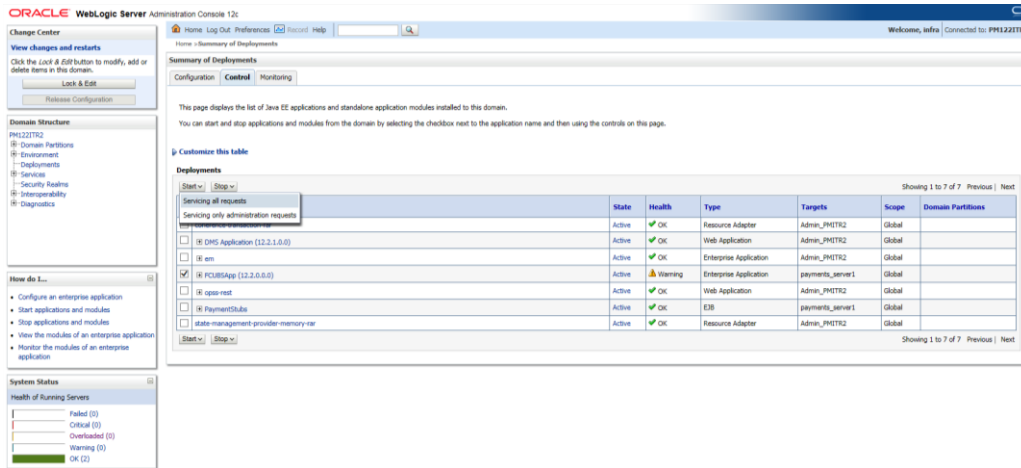 ORACLE WebLogic Server Administration Console 12c
Change Center
View changes and restarts
Click the Lock & Edit button to modify, add or
delete items in this domain.
Lock & Edit
Release Configuration
Domain Structure
PM122ITR2
Domain Partitions
Environment
Deployments
Services
Security Realms
Interoperability
Diagnostics
How do I...
Configure an enterprise application
Start applications and modules
Stop applications and modules
View the modules of an enterprise application
Monitor the modules of an enterprise
application
System Status
Health of Running Servers
Failed (0)
Critical (0)
Overloaded (0)
Warning (0)
OK (2)
Home Log Out Preferences Record Help
Welcome, infra Connected to: PM122IT
Home >Summary of Deployments
Summary of Deployments
Configuration Control Monitoring
This page displays the list of Java EE applications and standalone application modules installed to this domain.
You can start and stop applications and modules from the domain by selecting the checkbox next to the application name and then using the controls on this page.
Customize this table
Deployments
Start Stop Showing 1 to 7 of 7 Previous | Next
Servicing all requests
Servicing only administration requests
State Health Type Targets Scope Domain Partitions
coherence-transaction-rar Active OK Resource Adapter Admin_PMITR2 Global
DMS Application (12.2.1.0.0) Active OK Web Application Admin_PMITR2 Global
em Active OK Enterprise Application Admin_PMITR2 Global
FCUBSApp (12.2.0.0.0) Active Warning Enterprise Application payments_server1 Global
opss-rest Active OK Web Application Admin_PMITR2 Global
PaymentStubs Active OK EJB payments_server1 Global
state-management-provider-memory-rar Active OK Resource Adapter Admin_PMITR2 Global
Start Stop Showing 1 to 7 of 7 Previous | Next